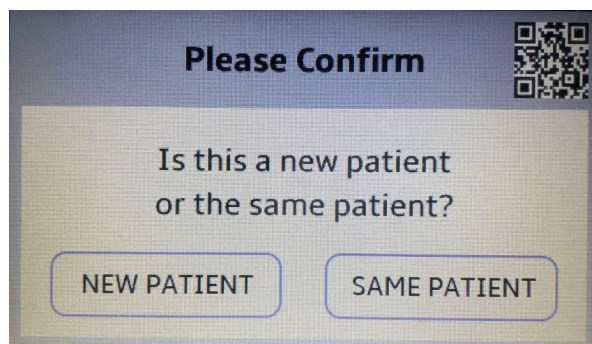 Please Confirm
Is this a new patient
or the same patient?
NEW PATIENT
SAME PATIENT